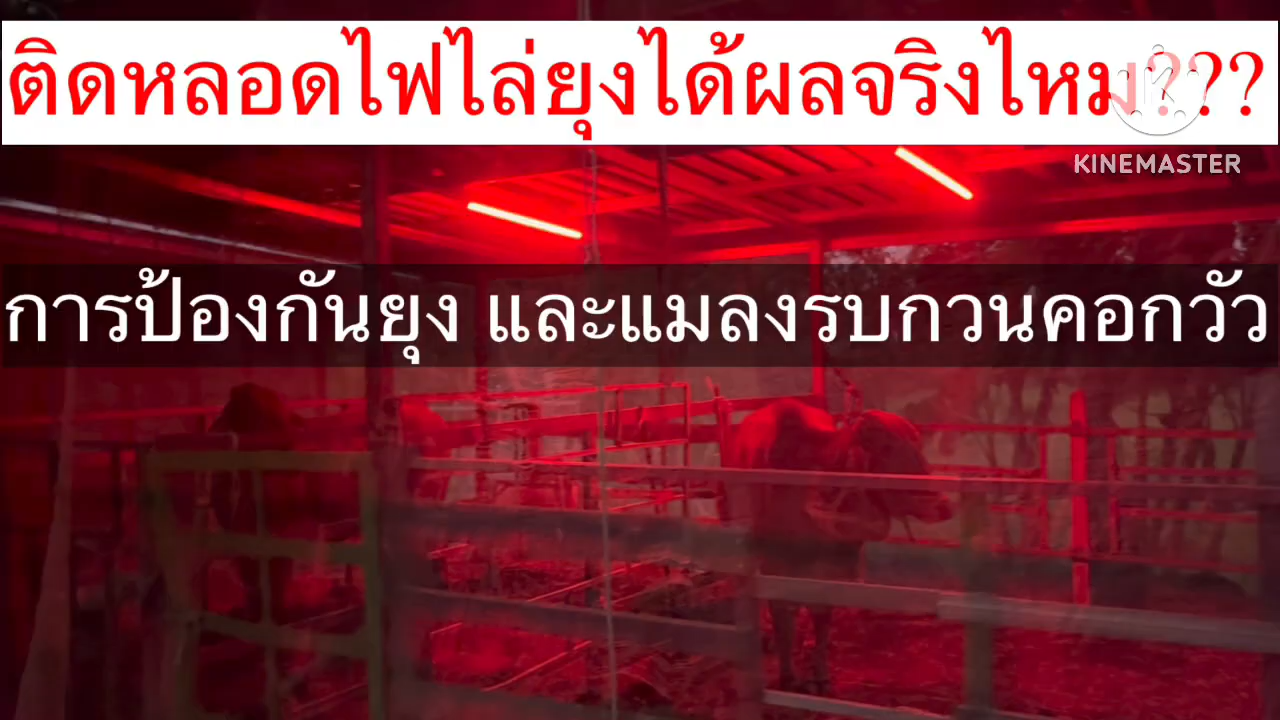 ติดหลอดไฟไล่ยุงได้ผลจริงไหม???
KINEMASTER
การป้องกันยุง และแมลงรบกวนคอกวัว